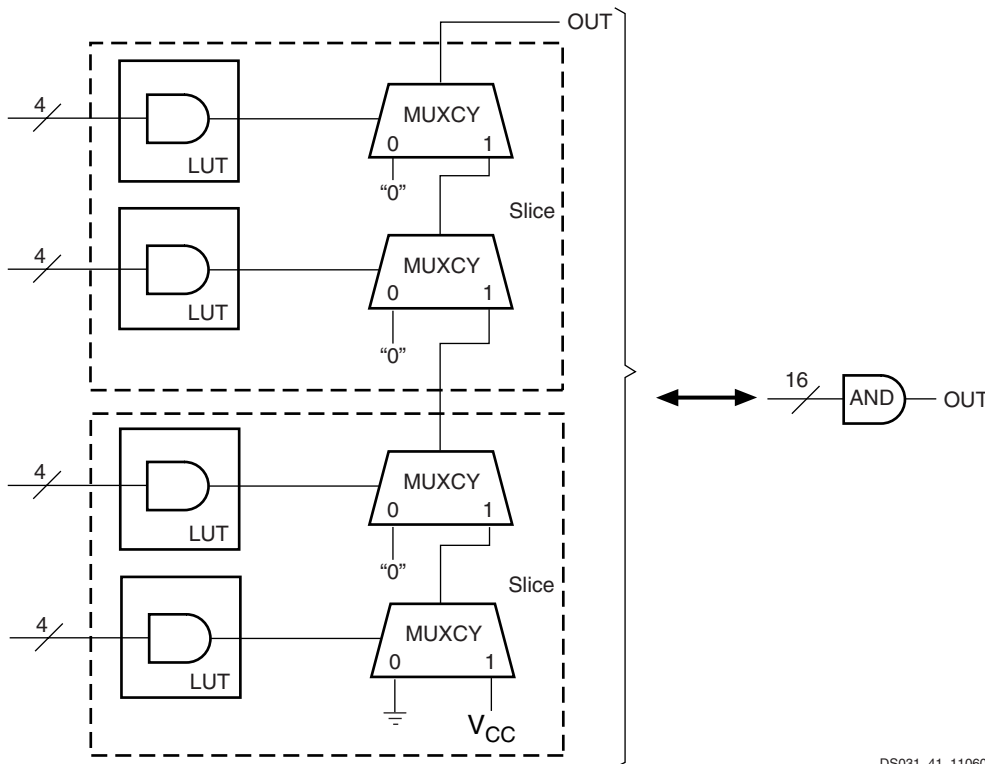 OUT
4
LUT
MUXCY
0 1
“0”
Slice
4
LUT
MUXCY
0 1
“0”
16
AND
OUT
4
LUT
MUXCY
0 1
“0”
Slice
4
LUT
MUXCY
0 1
VCC
DS031_41_11060